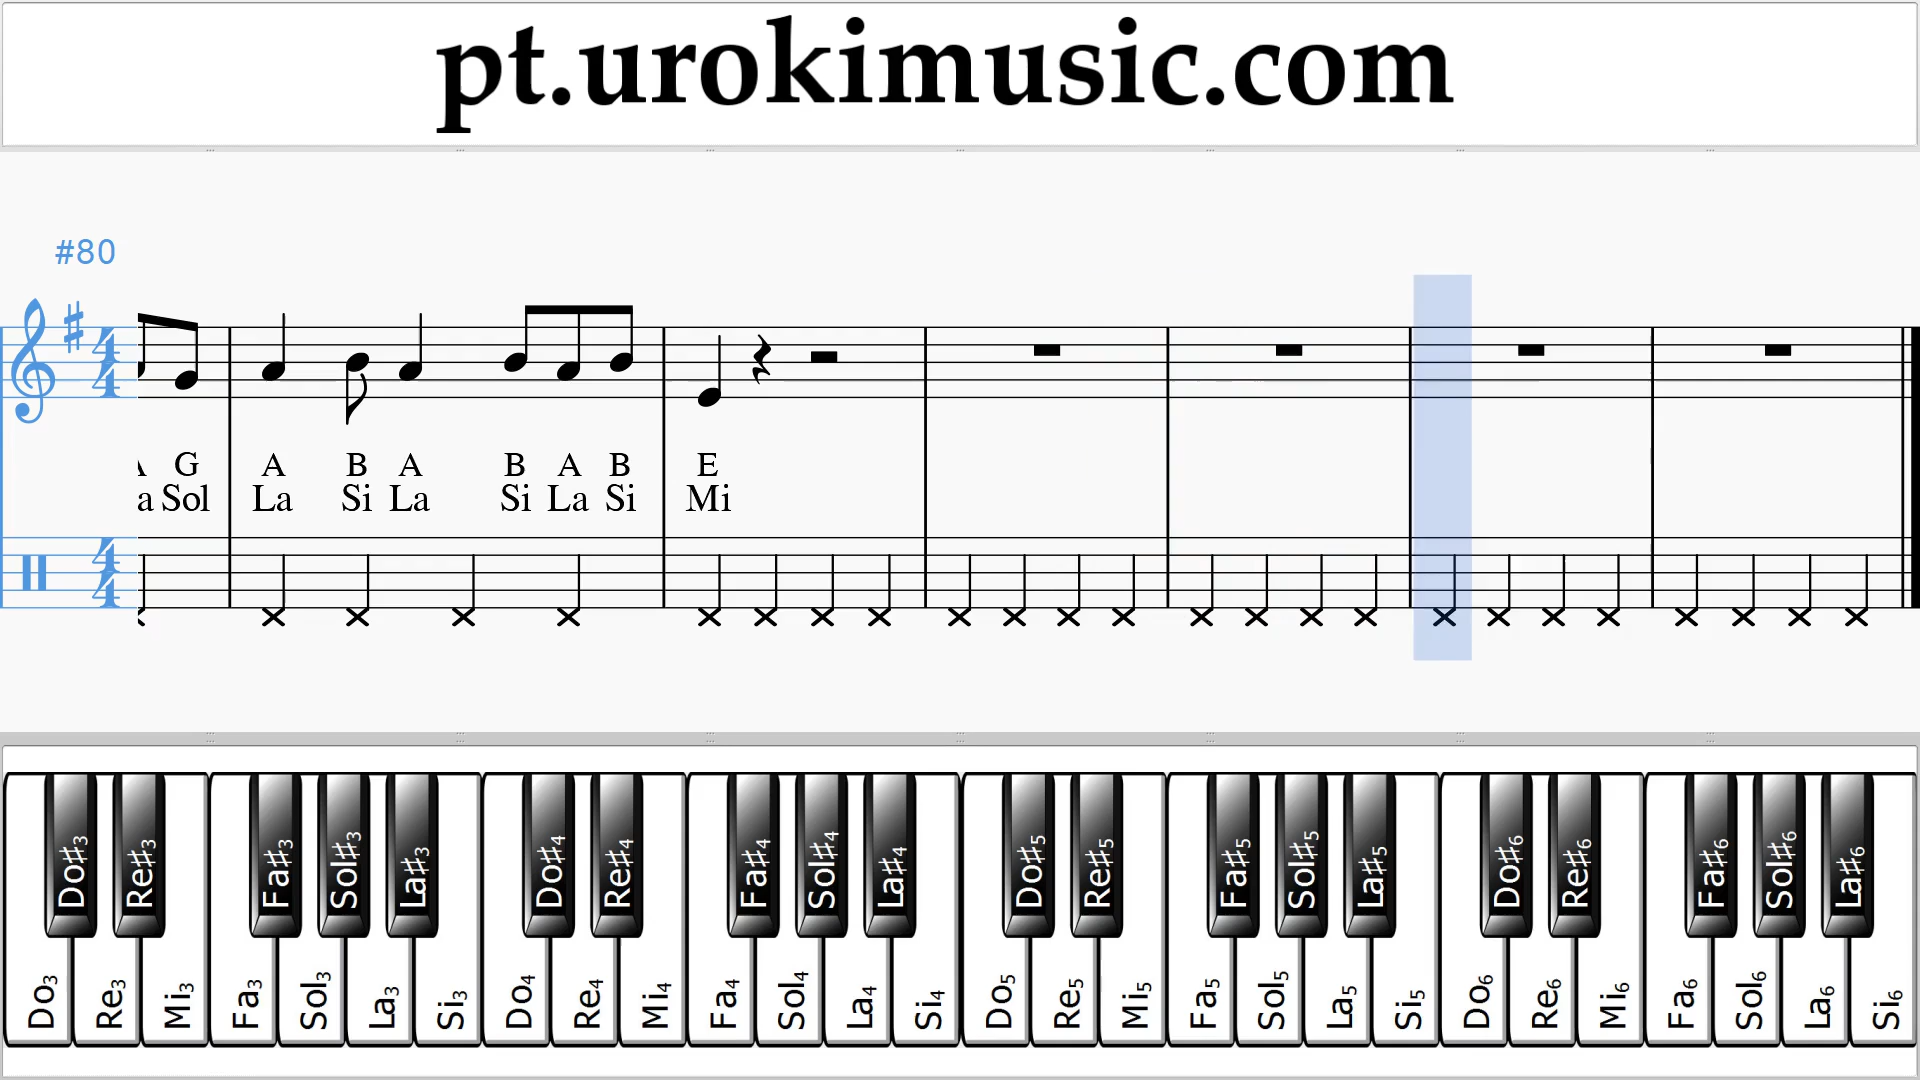 pt.urokimusic.com
#80
4
4
G A B A B A B E
a Sol La Si La Si La Si Mi
4
4
Do#3 Re#3 Fa#3 Sol#3 La#3 Do#4 Re#4 Fa#4 Sol#4 La#4 Do#5 Re#5 Fa#5 Sol#5 La#5 Do#6 Re#6 Fa#6 Sol#6 La#6
Do3 Re3 Mi3 Fa3 Sol3 La3 Si3 Do4 Re4 Mi4 Fa4 Sol4 La4 Si4 Do5 Re5 Mi5 Fa5 Sol5 La5 Si5 Do6 Re6 Mi6 Fa6 Sol6 La6 Si6